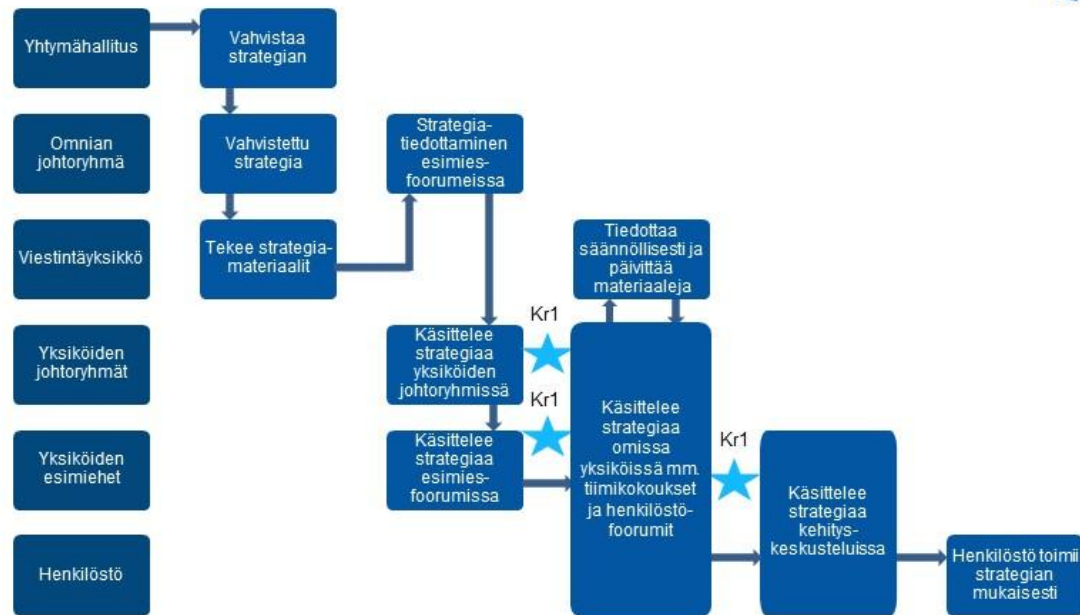 Yhtymähallitus
Vahvistaa
strategian
Omnian
johtoryhmä
Vahvistettu
strategia
Strategia-
tiedottaminen
esimies-
foorumeissa
Viestintäyksikkö
Tekee strategia-
materiaalit
Tiedottaa
säännöllisesti ja
päivittää
materiaaleja
Yksiköiden
johtoryhmät
Käsittelee
strategiaa
yksiköiden
johtoryhmissä
Kr1
Yksiköiden
esimiehet
Käsittelee
strategiaa
esimies-
foorumissa
Kr1
Käsittelee
strategiaa
omissa
yksiköissä mm.
tiimikokoukset
ja henkilöstö-
foorumit
Kr1
Käsittelee
strategiaa
kehitys-
keskusteluissa
Henkilöstö
Henkilöstö toimii
strategian
mukaisesti